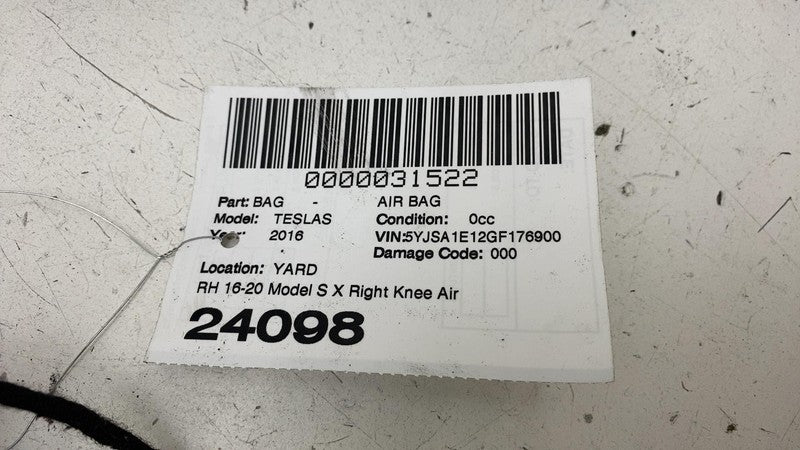 0000031522
Part: BAG - AIR BAG
Model: TESLAS Condition: 0cc
Year: 2016 VIN:5YJSA1E12GF176900
Damage Code: 000
Location: YARD
RH 16-20 Model S X Right Knee Air
24098